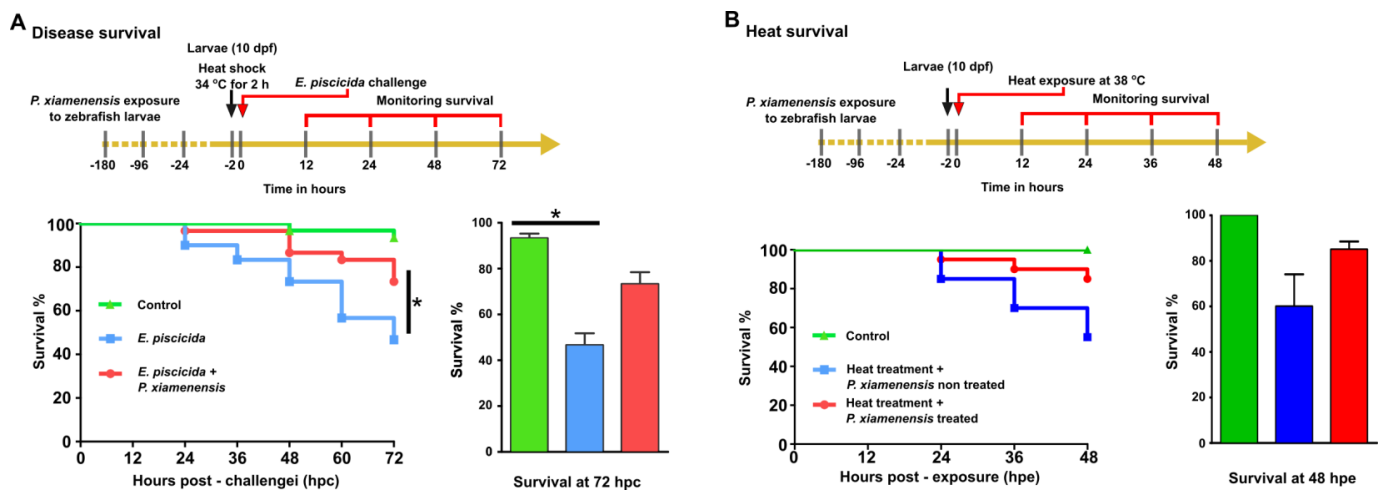 A
Disease survival
Larvae (10 dpf)
Heat shock
34 °C for 2 h
E. piscicida challenge
P. xiamenensis exposure
to zebrafish larvae
Monitoring survival
-180 -96 -24 -2 0 12 24 48 72
Time in hours
100
80
60
40
20
0
Survival %
*
Control
E. piscicida
E. piscicida +
P. xiamenensis
0 12 24 36 48 60 72
Hours post - challengei (hpc)
100
80
60
40
20
0
Survival %
*
Survival at 72 hpc
B
Heat survival
Larvae (10 dpf)
Heat exposure at 38 °C
P. xiamenensis exposure
to zebrafish larvae
Monitoring survival
-180 -96 -24 -2 0 12 24 36 48
Time in hours
100
80
60
40
20
0
Survival %
Control
Heat treatment +
P. xiamenensis non treated
Heat treatment +
P. xiamenensis treated
0 12 24 36 48
Hours post - exposure (hpe)
100
80
60
40
20
0
Survival %
Survival at 48 hpe